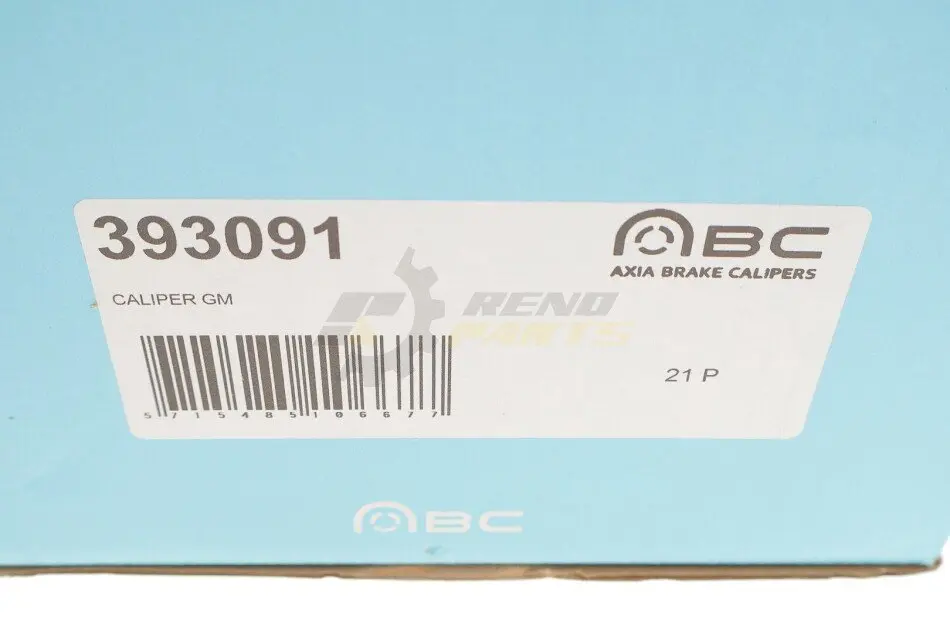 393091
ABC
AXIA BRAKE CALIPERS
CALIPER GM
RENO
PARTS
21 P
5715485106677
ABC